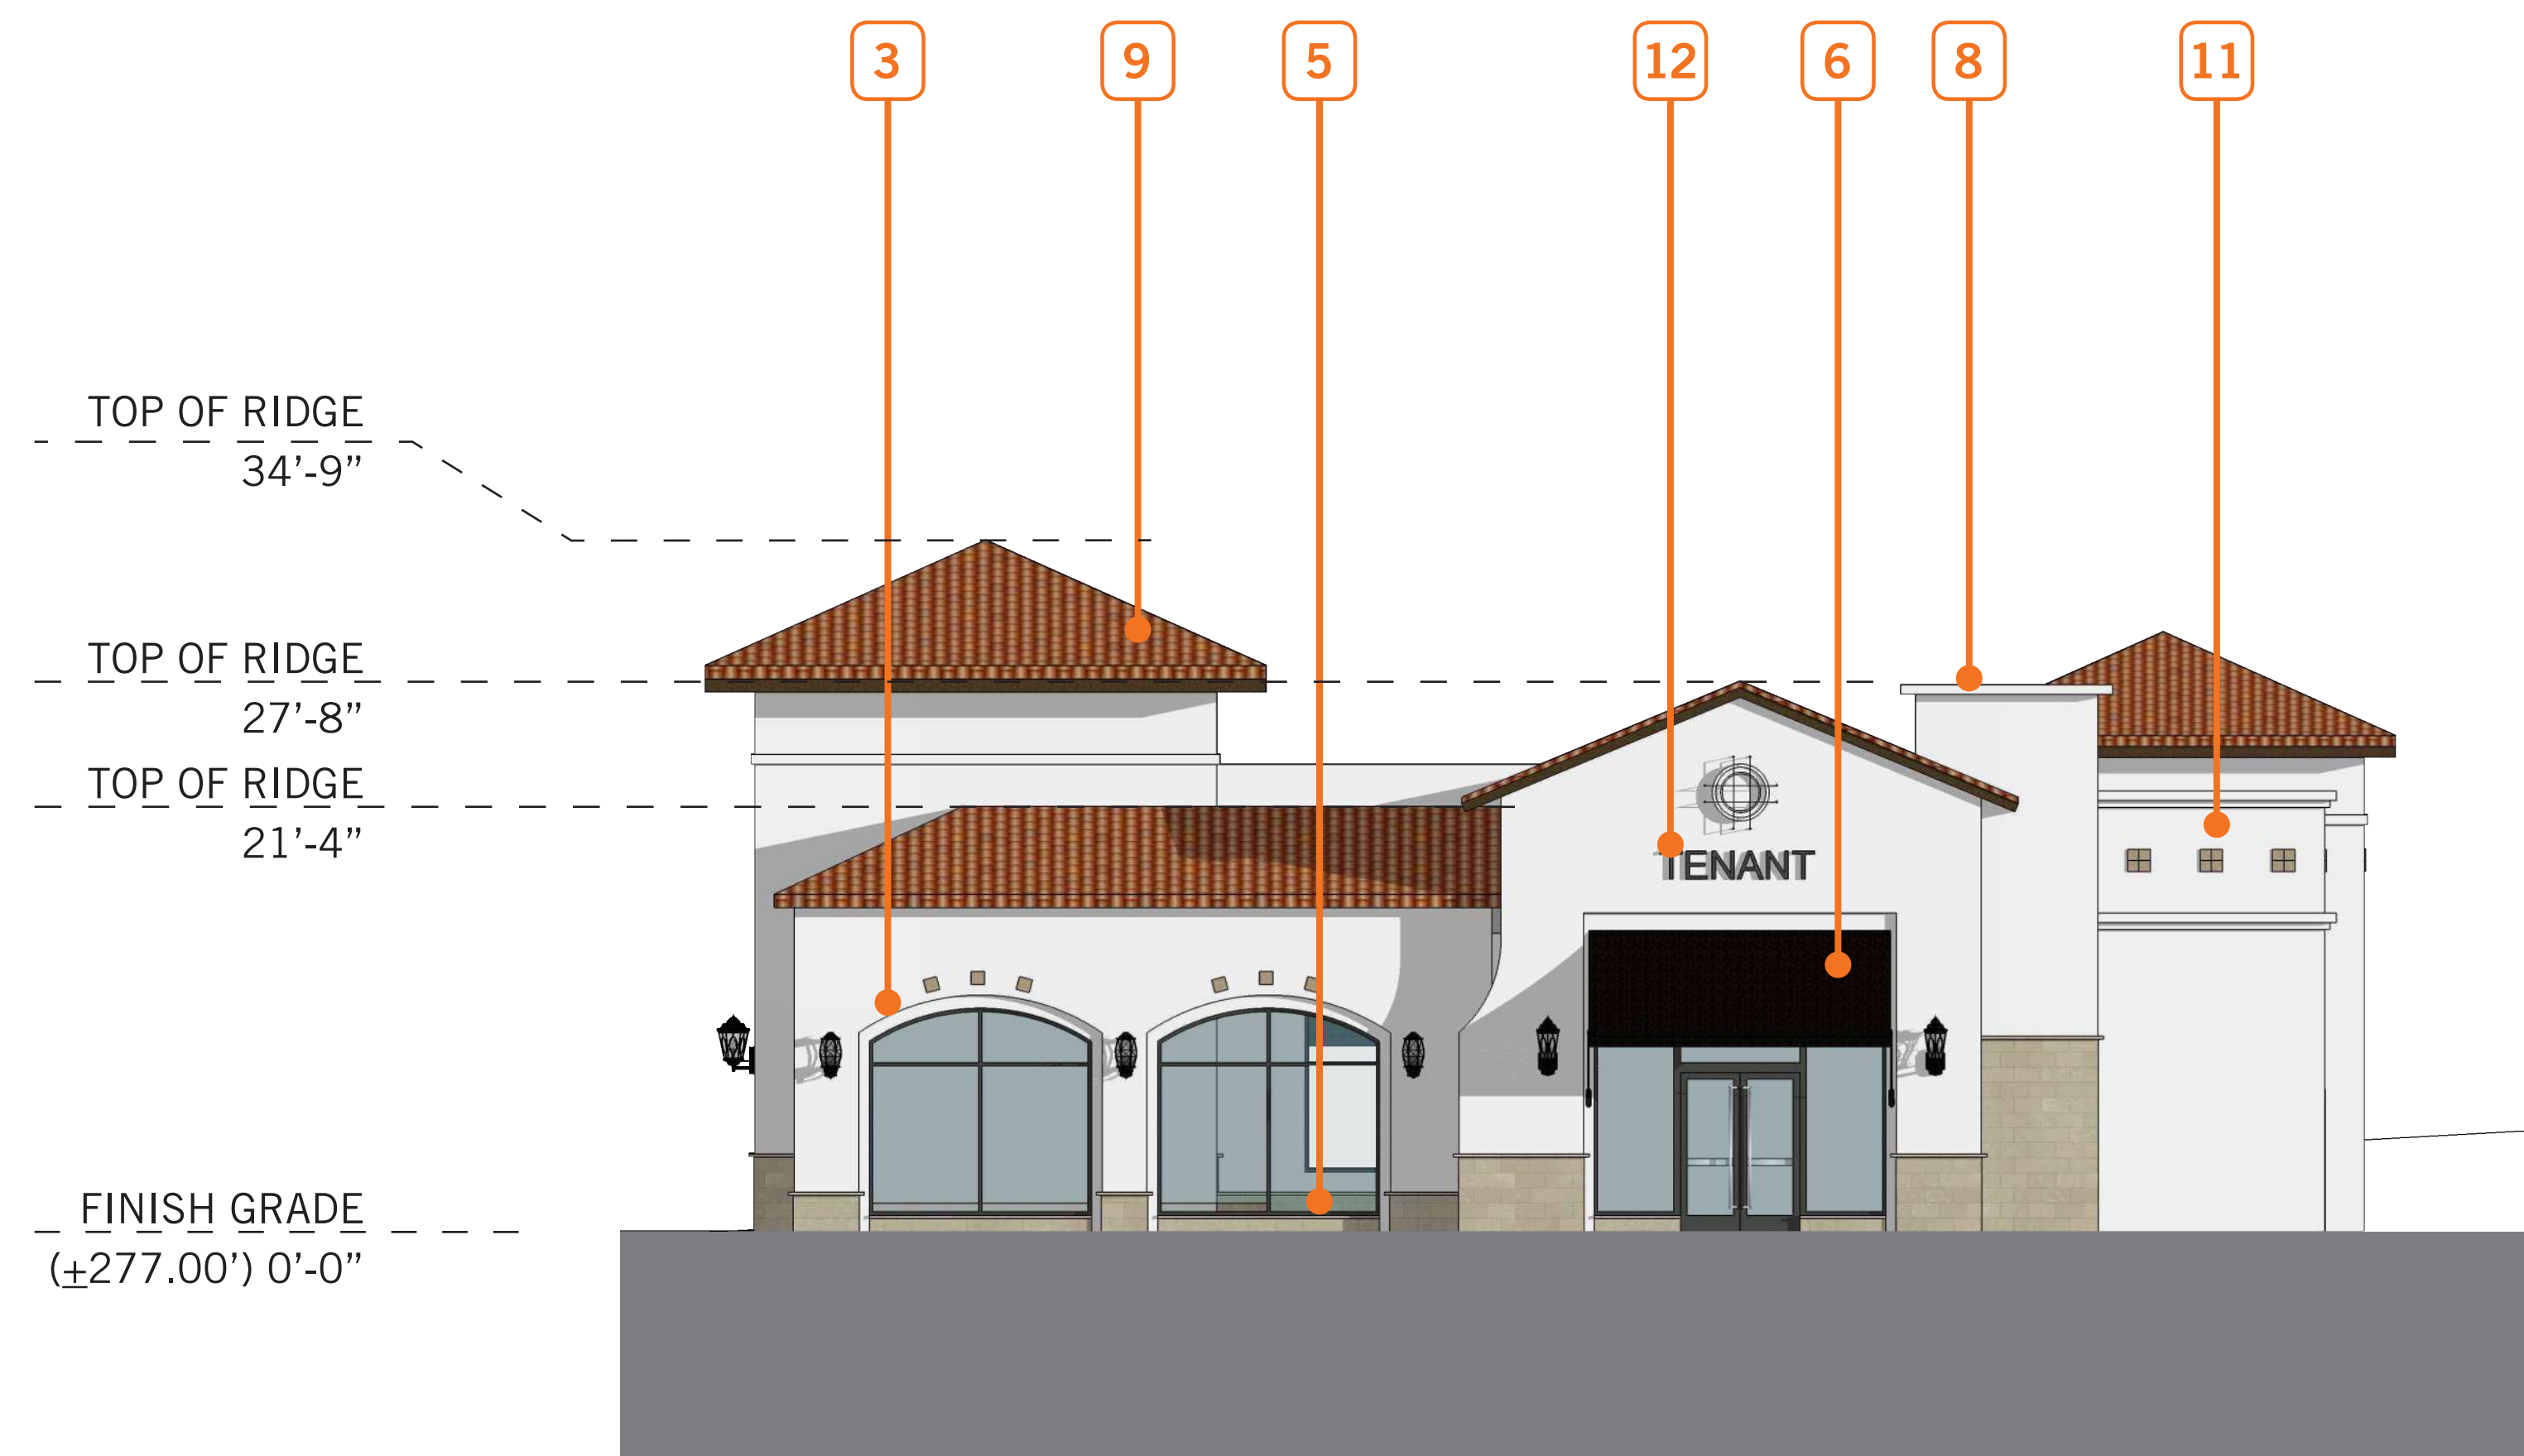 3 9 5 12 6 8 11
TOP OF RIDGE
34’-9”
TOP OF RIDGE
27’-8”
TOP OF RIDGE
21’-4”
TENANT
FINISH GRADE
(±277.00’) 0’-0”